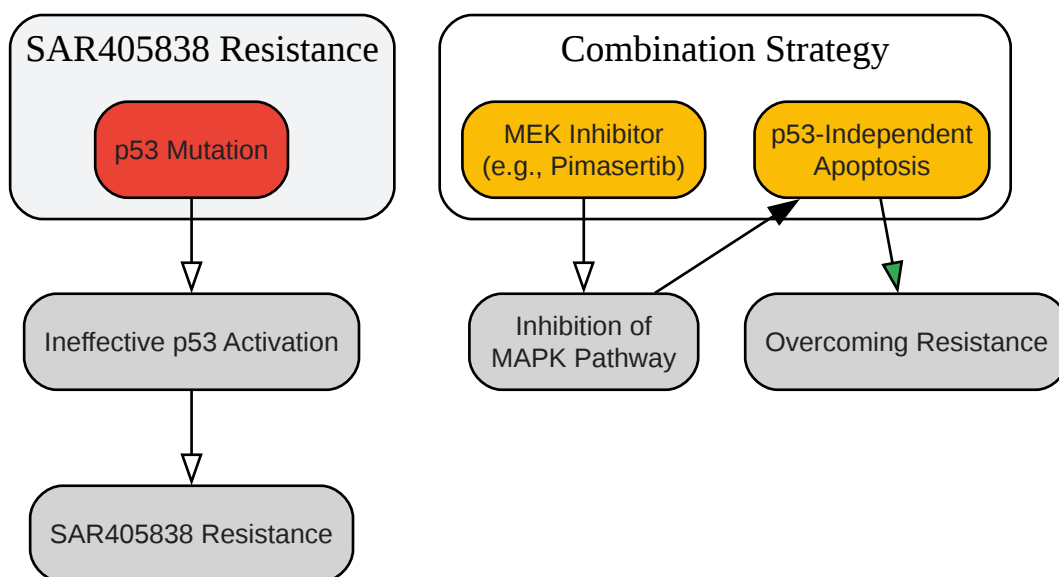 SAR405838 Resistance
p53 Mutation
Ineffective p53 Activation
SAR405838 Resistance
Combination Strategy
MEK Inhibitor
(e.g., Pimasertib)
p53-Independent
Apoptosis
Inhibition of
MAPK Pathway
Overcoming Resistance